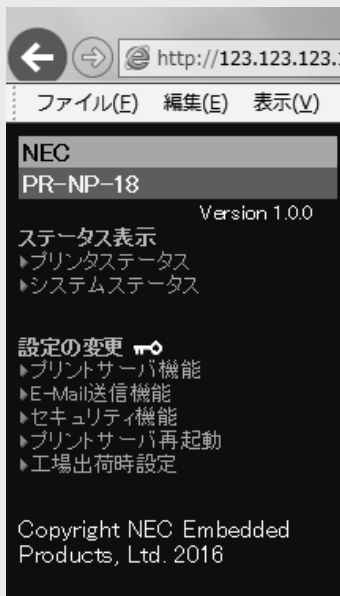 http://123.123.123.
ファイル(F) 編集(E) 表示(V)
NEC
PR-NP-18
Version 1.0.0
ステータス表示
▶プリンタステータス
▶システムステータス
設定の変更
▶プリントサーバ機能
▶E-Mail送信機能
▶セキュリティ機能
▶プリントサーバ再起動
▶工場出荷時設定
Copyright NEC Embedded
Products, Ltd. 2016